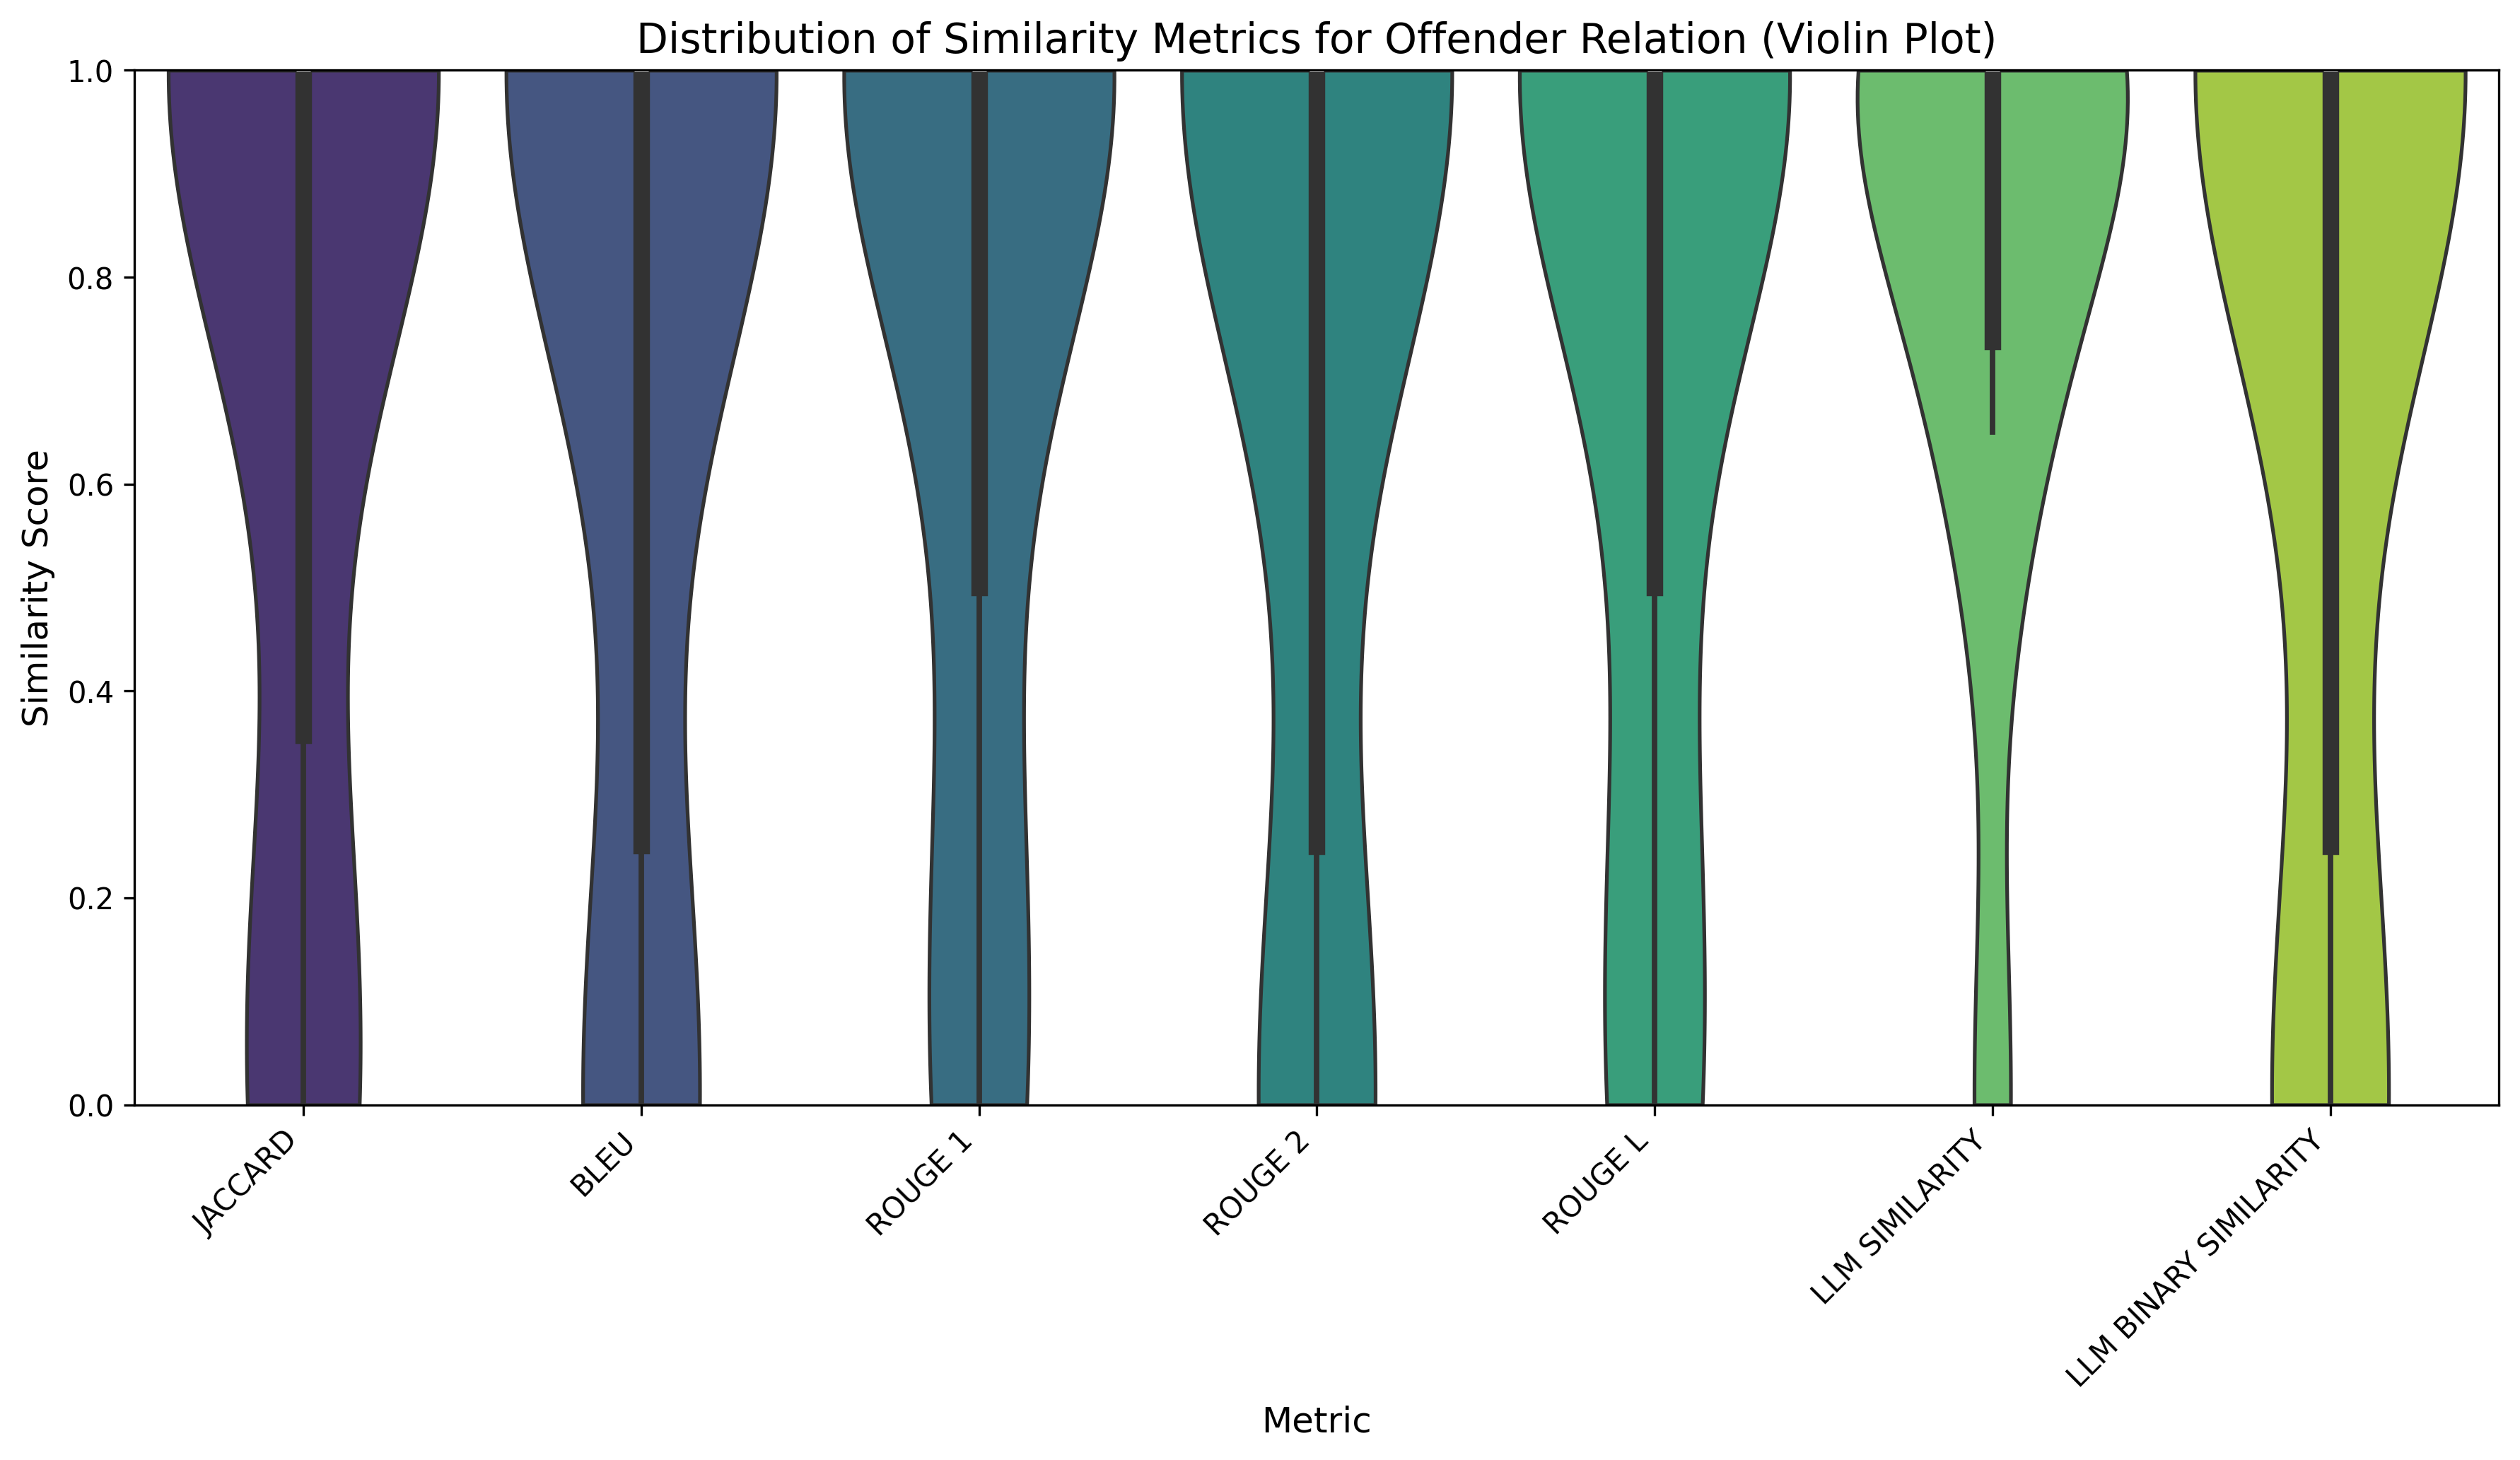 Distribution of Similarity Metrics for Offender Relation (Violin Plot)
1.0
0.8
0.6
0.4
0.2
0.0
Similarity Score
JACCARD
BLEU
ROUGE 1
ROUGE 2
ROUGE L
LLM SIMILARITY
LLM BINARY SIMILARITY
Metric